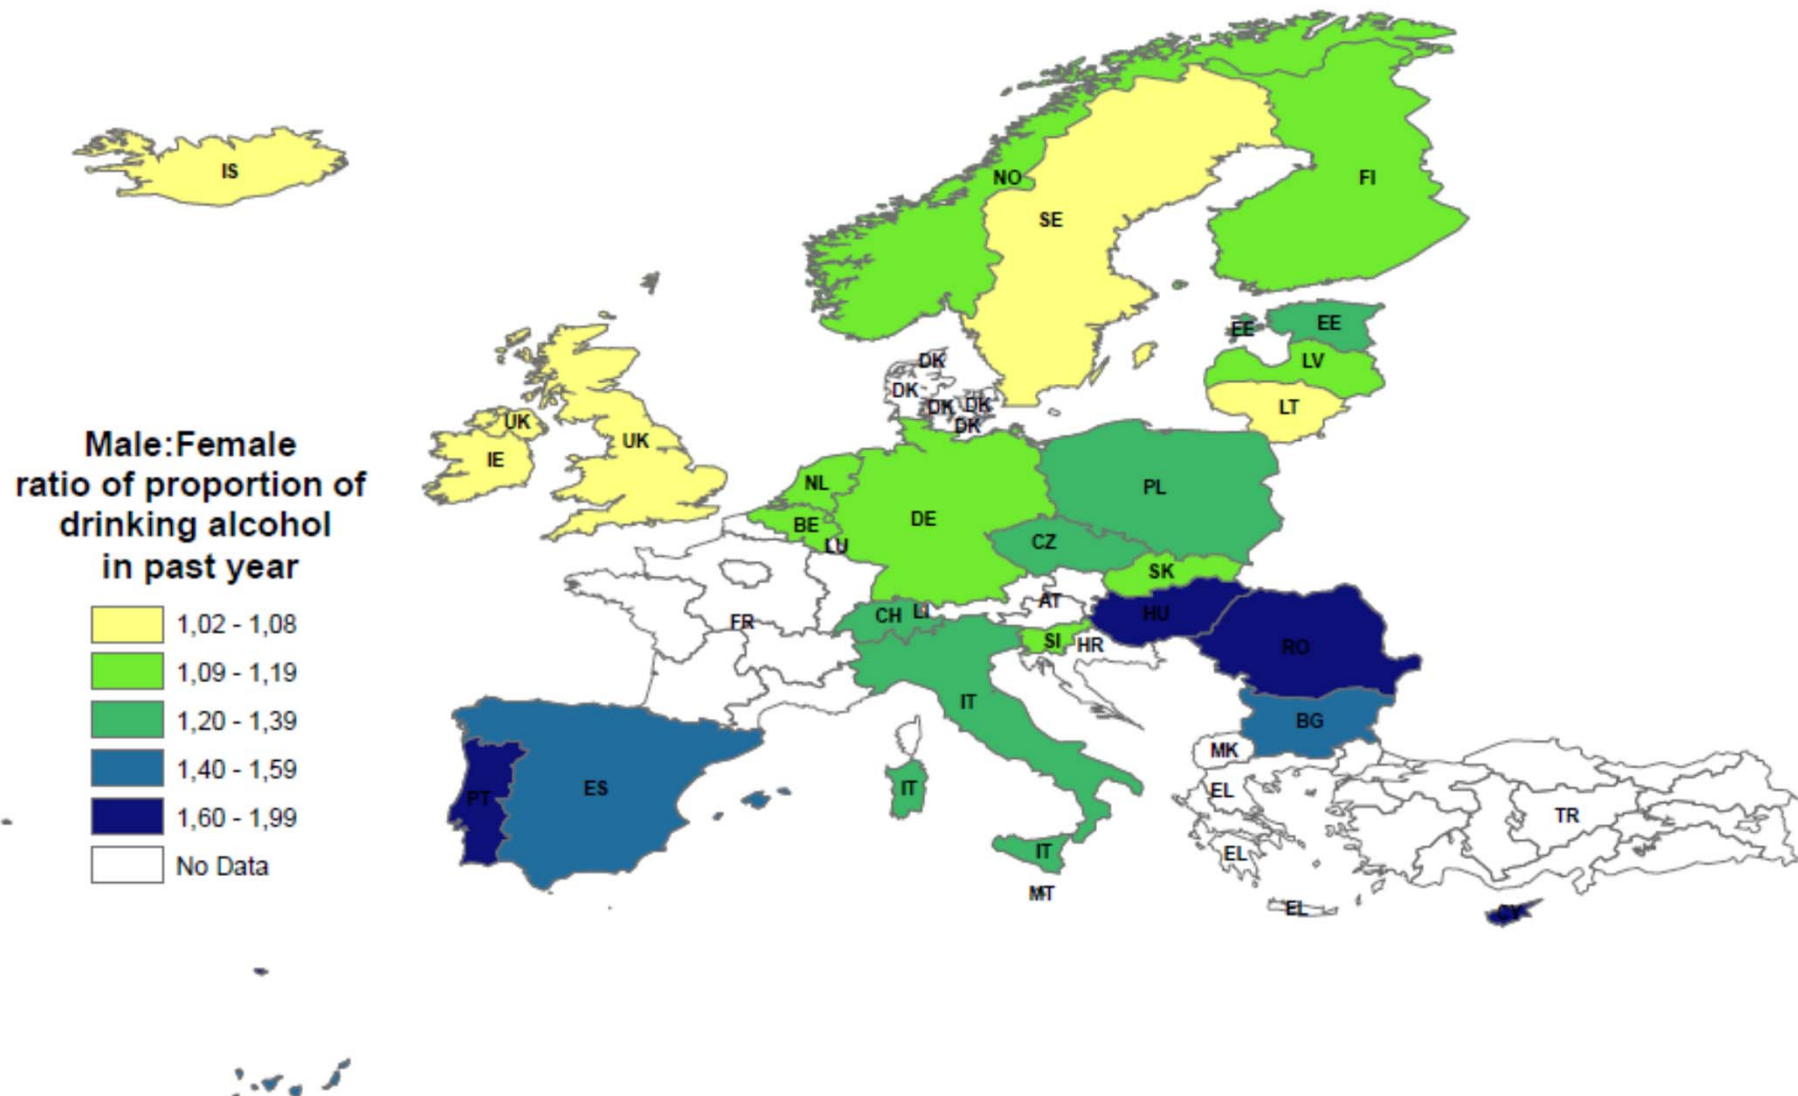 IS
NO
FI
SE
EE
EE
LV
DK
DK
DK
DK
DK
LT
UK
UK
IE
Male:Female
ratio of proportion of
drinking alcohol
in past year
1,02 - 1,08
1,09 - 1,19
1,20 - 1,39
1,40 - 1,59
1,60 - 1,99
No Data
NL
PL
BE
DE
LU
CZ
SK
AT
FR
CH
LI
HU
SI
HR
RO
IT
BG
MK
PT
ES
IT
EL
TR
IT
EL
MT
EL
CY